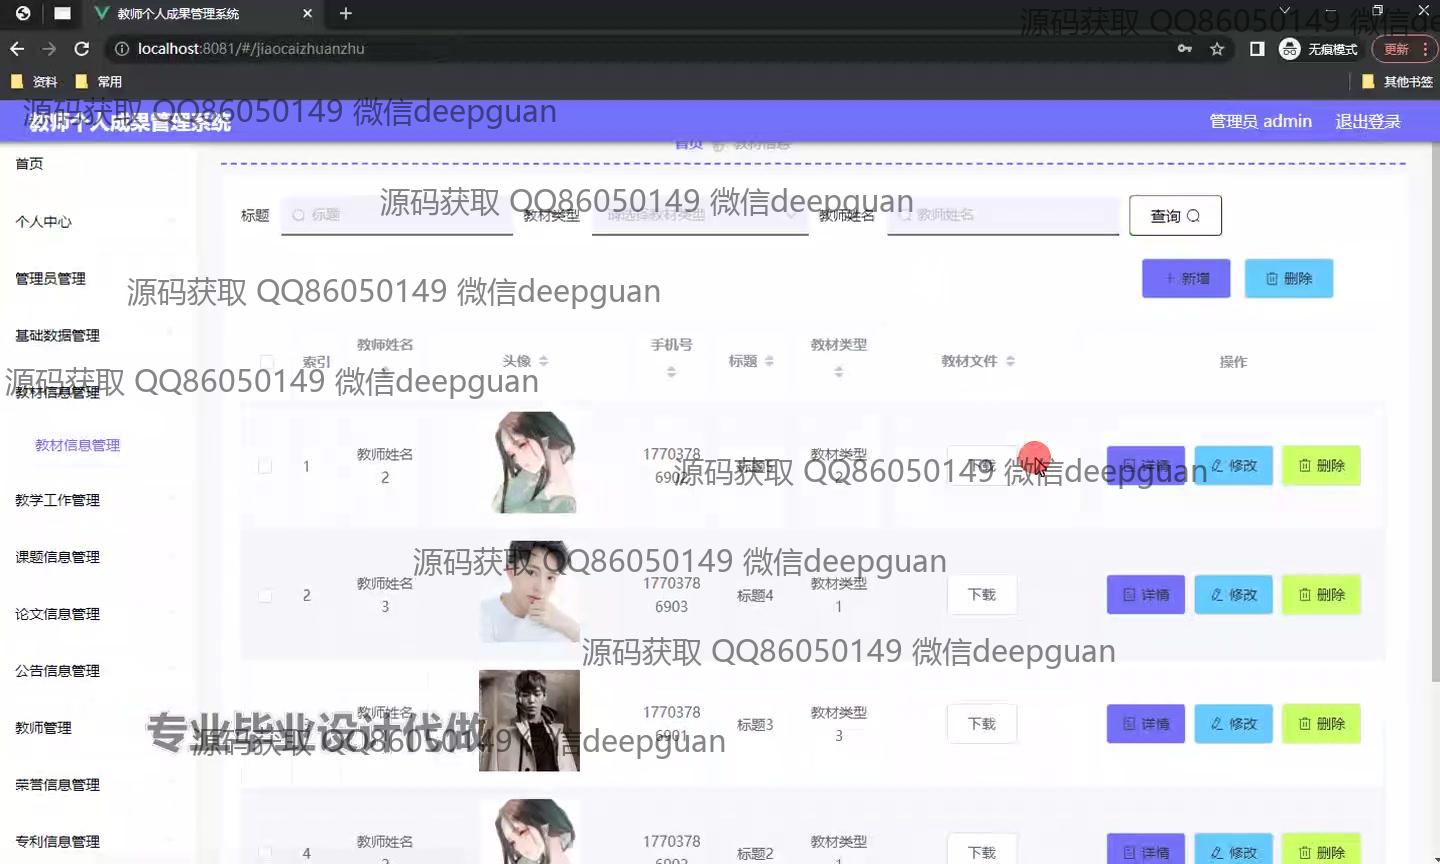 教师个人成果管理系统
localhost:8081/#/jiaocaizhuanzhu
无痕模式
更新
资料
常用
其他书签
源码获取 QQ86050149 微信de
源码获取 QQ86050149 微信deepguan
教师个人成果管理系统
管理员 admin
退出登录
首页
教材信息
首页
个人中心
管理员管理
基础数据管理
教材信息管理
教材信息管理
教学工作管理
课题信息管理
论文信息管理
公告信息管理
教师管理
荣誉信息管理
专利信息管理
标题
标题
教材类型
请选择教材类型
教师姓名
教师姓名
查询
源码获取 QQ86050149 微信deepguan
+ 新增
删除
源码获取 QQ86050149 微信deepguan
索引
教师姓名
头像
手机号
标题
教材类型
教材文件
操作
源码获取 QQ86050149 微信deepguan
1
教师姓名
2
1770378
6902
教材类型
2
下载
详情
修改
删除
源码获取 QQ86050149 微信deepguan
2
教师姓名
3
1770378
6903
标题4
教材类型
1
下载
详情
修改
删除
源码获取 QQ86050149 微信deepguan
源码获取 QQ86050149 微信deepguan
教师姓名
1770378
6901
标题3
教材类型
3
下载
详情
修改
删除
专业毕业设计代做
源码获取 QQ86050149 微信deepguan
4
教师姓名
1770378
标题2
教材类型
下载
详情
修改
删除